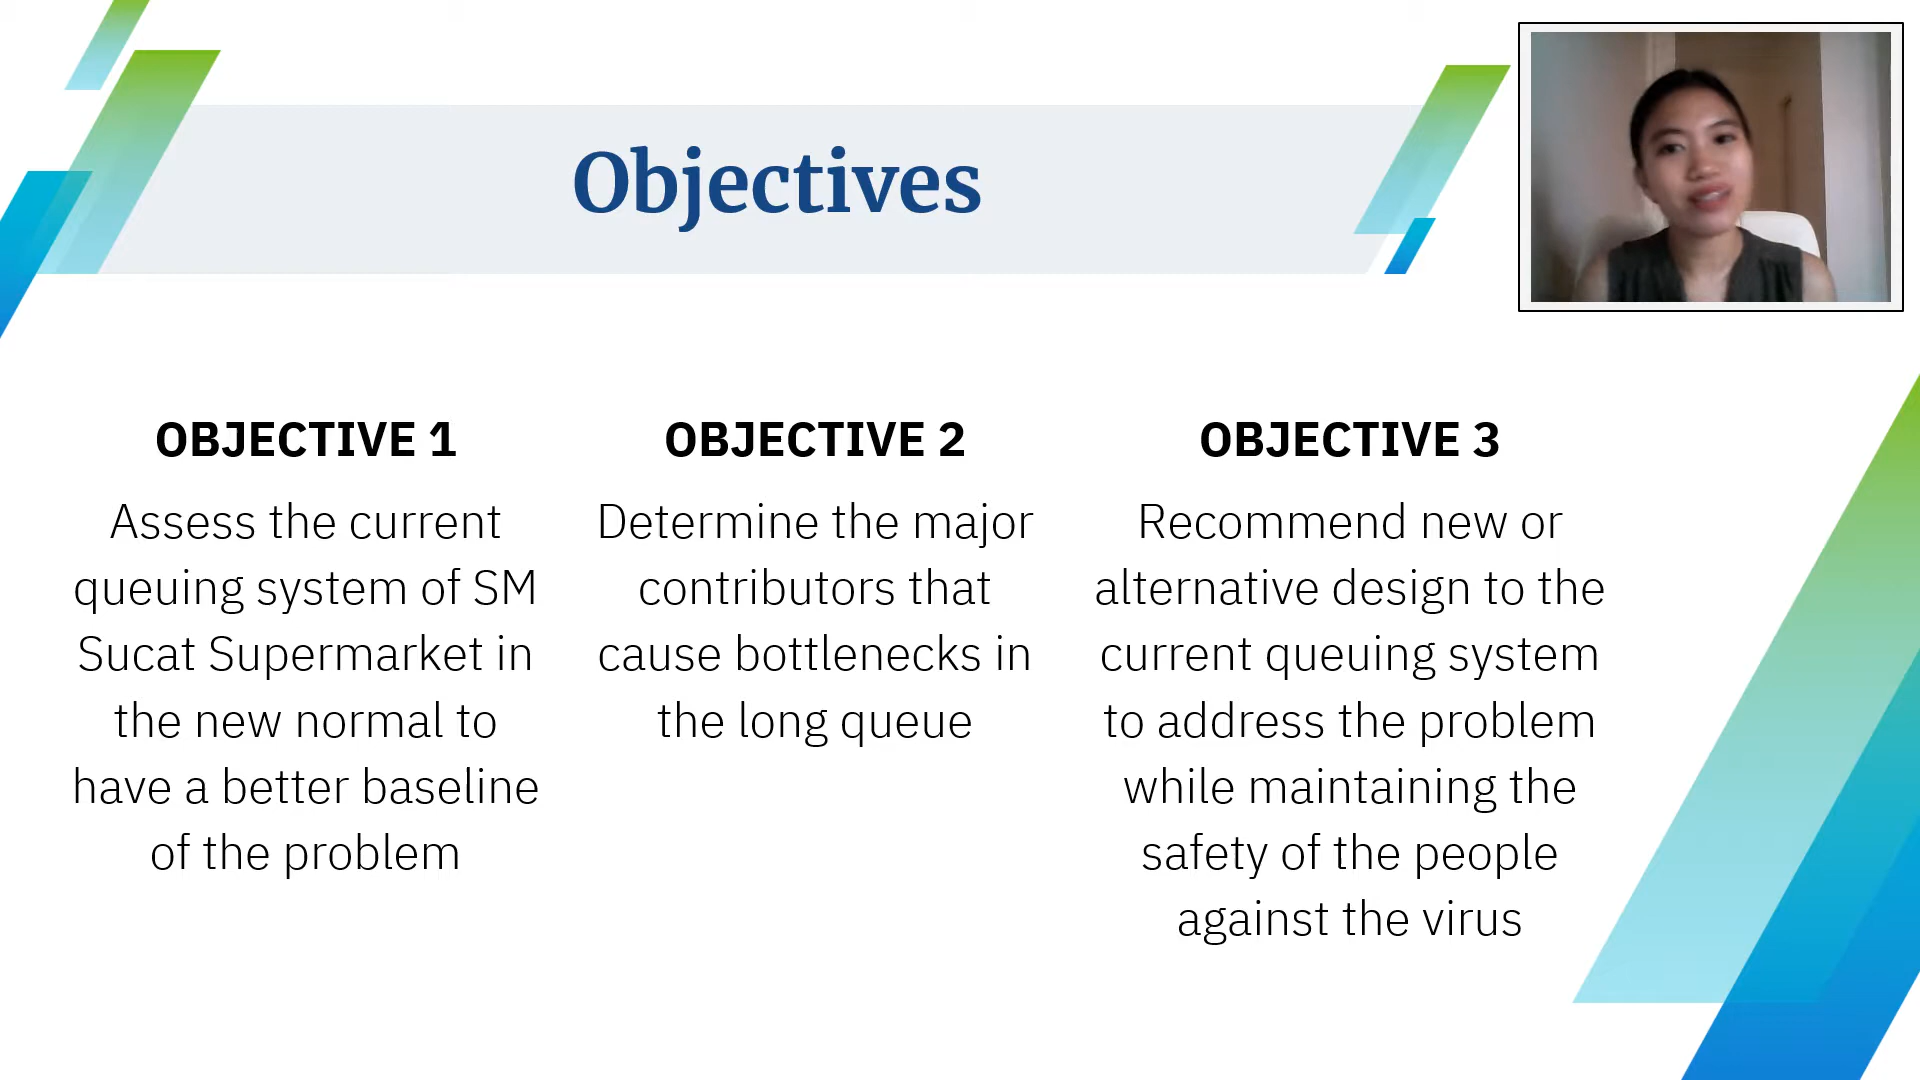 Objectives
OBJECTIVE 1
Assess the current
queuing system of SM
Sucat Supermarket in
the new normal to
have a better baseline
of the problem
OBJECTIVE 2
Determine the major
contributors that
cause bottlenecks in
the long queue
OBJECTIVE 3
Recommend new or
alternative design to the
current queuing system
to address the problem
while maintaining the
safety of the people
against the virus